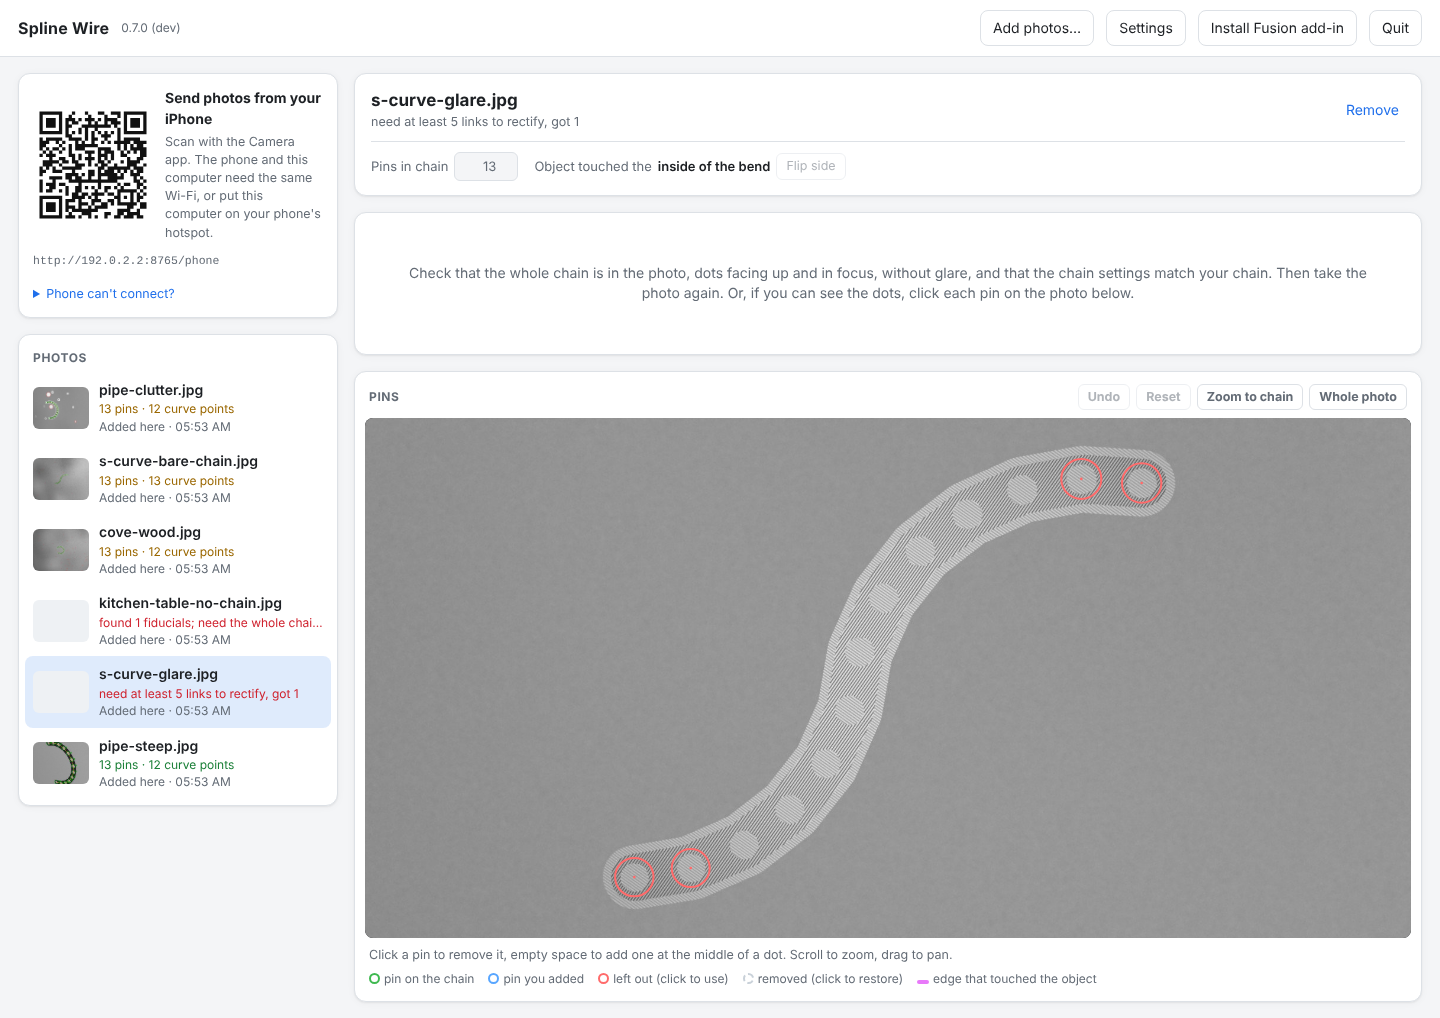 Spline Wire 0.7.0 (dev)
Add photos... Settings Install Fusion add-in Quit
Send photos from your
iPhone
Scan with the Camera
app. The phone and this
computer need the same
Wi-Fi, or put this
computer on your phone's
hotspot.
http://192.0.2.2:8765/phone
Phone can't connect?
PHOTOS
pipe-clutter.jpg
13 pins · 12 curve points
Added here · 05:53 AM
s-curve-bare-chain.jpg
13 pins · 13 curve points
Added here · 05:53 AM
cove-wood.jpg
13 pins · 12 curve points
Added here · 05:53 AM
kitchen-table-no-chain.jpg
found 1 fiducials; need the whole chai...
Added here · 05:53 AM
s-curve-glare.jpg
need at least 5 links to rectify, got 1
Added here · 05:53 AM
pipe-steep.jpg
13 pins · 12 curve points
Added here · 05:53 AM
s-curve-glare.jpg
need at least 5 links to rectify, got 1
Remove
Pins in chain 13 Object touched the inside of the bend Flip side
Check that the whole chain is in the photo, dots facing up and in focus, without glare, and that the chain settings match your chain. Then take the
photo again. Or, if you can see the dots, click each pin on the photo below.
PINS Undo Reset Zoom to chain Whole photo
Click a pin to remove it, empty space to add one at the middle of a dot. Scroll to zoom, drag to pan.
pin on the chain pin you added left out (click to use) removed (click to restore) edge that touched the object